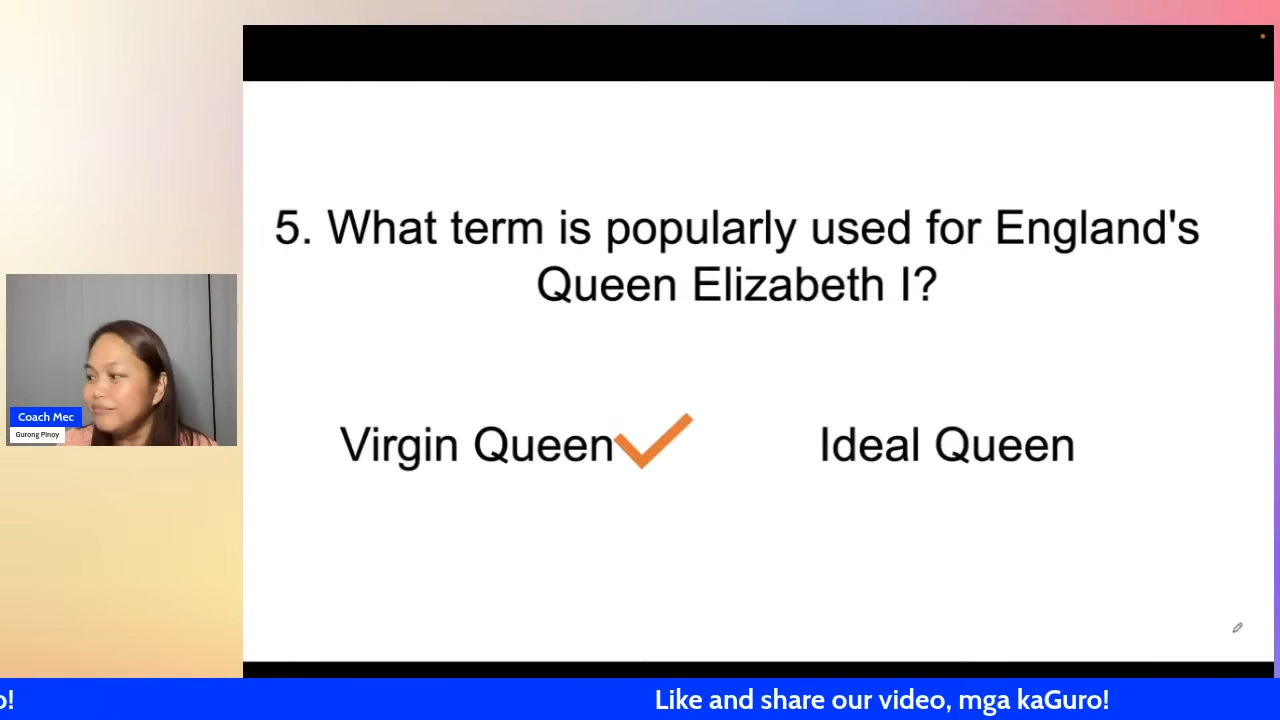 5. What term is popularly used for England's
Queen Elizabeth I?
Virgin Queen
Ideal Queen
Coach Mec
Gurong Pinoy
o!
Like and share our video, mga kaGuro!